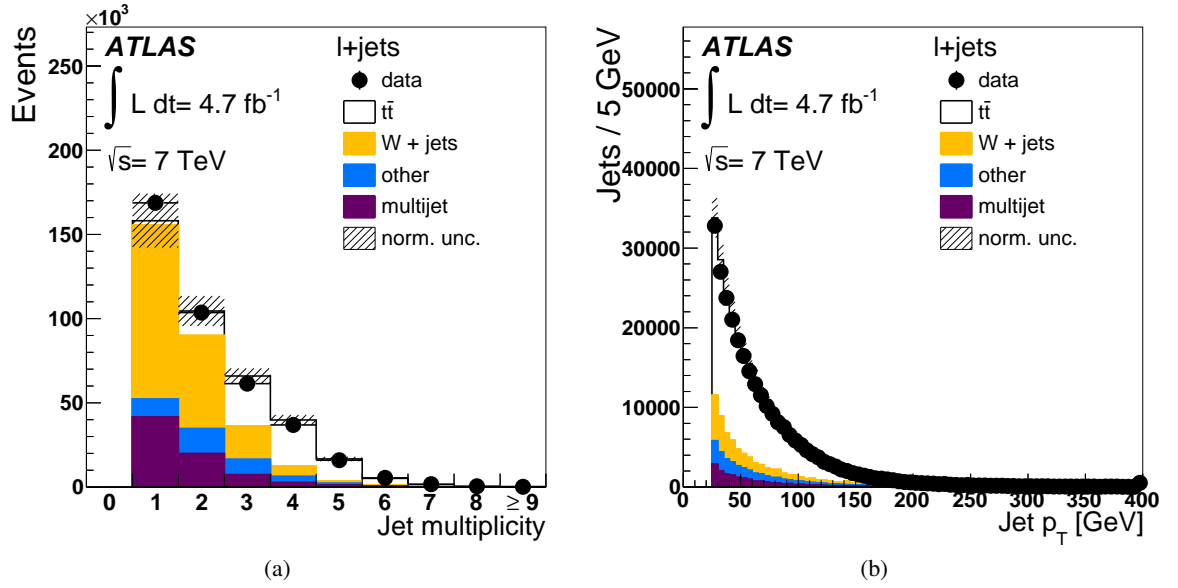 ×10³
Events
250
200
150
100
50
0
ATLAS
∫ L dt= 4.7 fb⁻¹
√s= 7 TeV
l+jets
data
tt̄
W + jets
other
multijet
norm. unc.
0 1 2 3 4 5 6 7 8 ≥ 9
Jet multiplicity
(a)
Jets / 5 GeV
50000
40000
30000
20000
10000
0
ATLAS
∫ L dt= 4.7 fb⁻¹
√s= 7 TeV
l+jets
data
tt̄
W + jets
other
multijet
norm. unc.
0 50 100 150 200 250 300 350 400
Jet p_T [GeV]
(b)